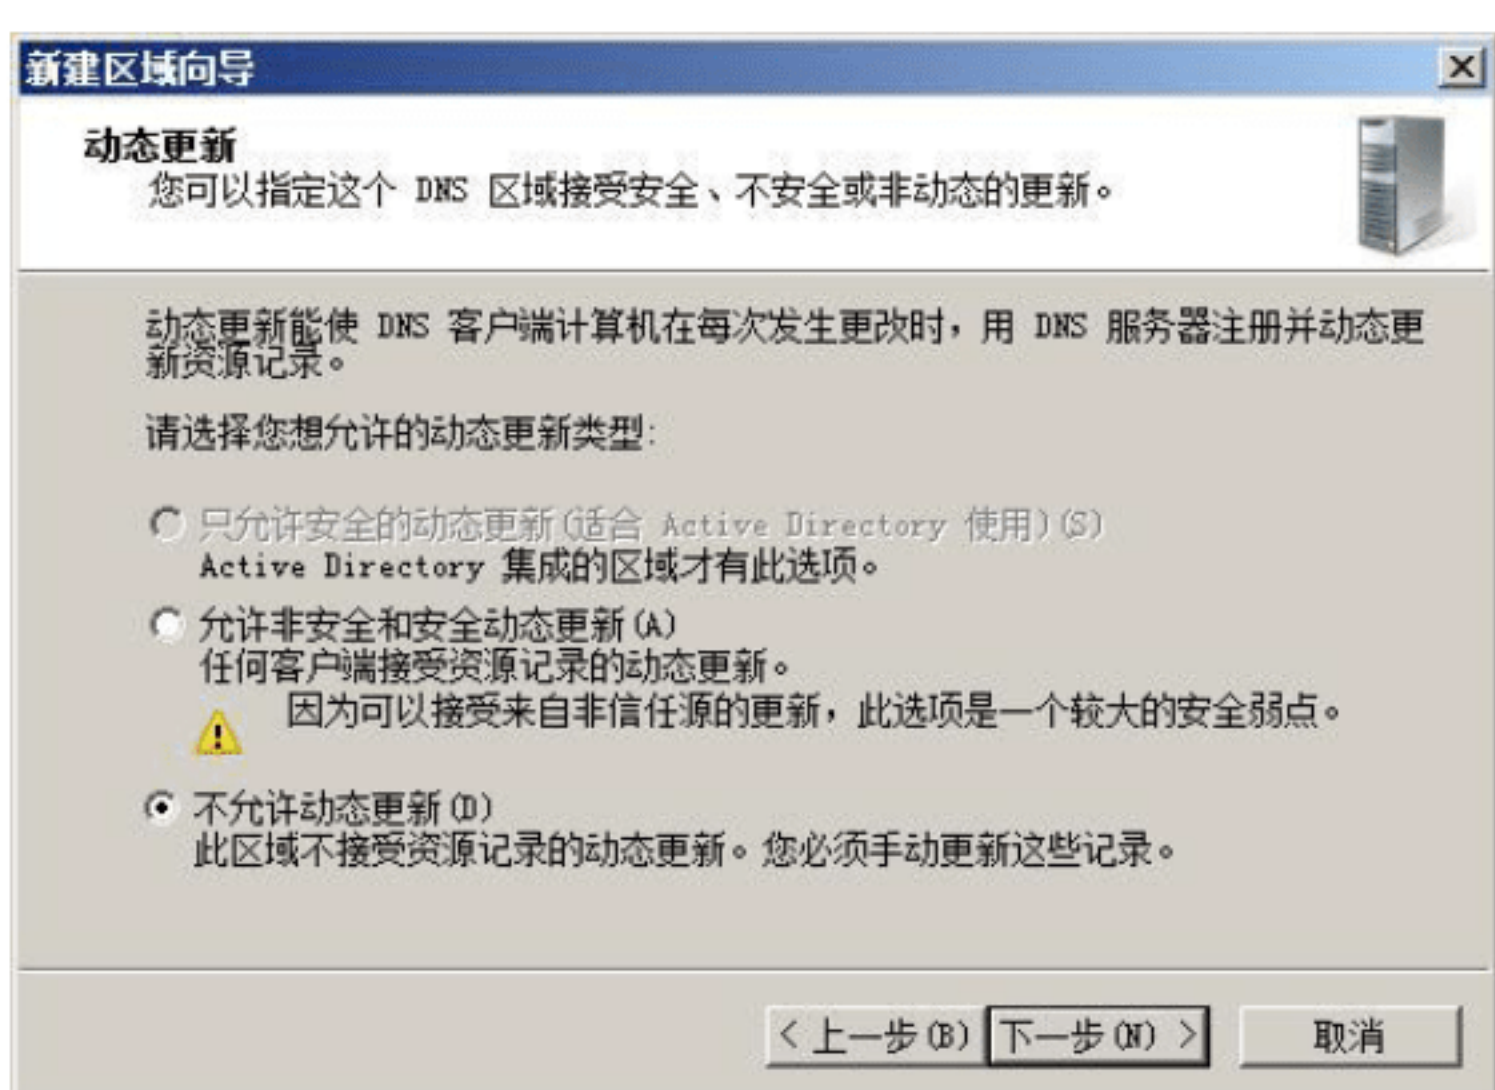 新建区域向导
动态更新
您可以指定这个 DNS 区域接受安全、不安全或非动态的更新。
动态更新能使 DNS 客户端计算机在每次发生更改时，用 DNS 服务器注册并动态更
新资源记录。
请选择您想允许的动态更新类型:
只允许安全的动态更新(适合 Active Directory 使用)(S)
Active Directory 集成的区域才有此选项。
允许非安全和安全动态更新(A)
任何客户端接受资源记录的动态更新。
因为可以接受来自非信任源的更新，此选项是一个较大的安全弱点。
不允许动态更新(D)
此区域不接受资源记录的动态更新。您必须手动更新这些记录。
< 上一步(B) 下一步(N) > 取消